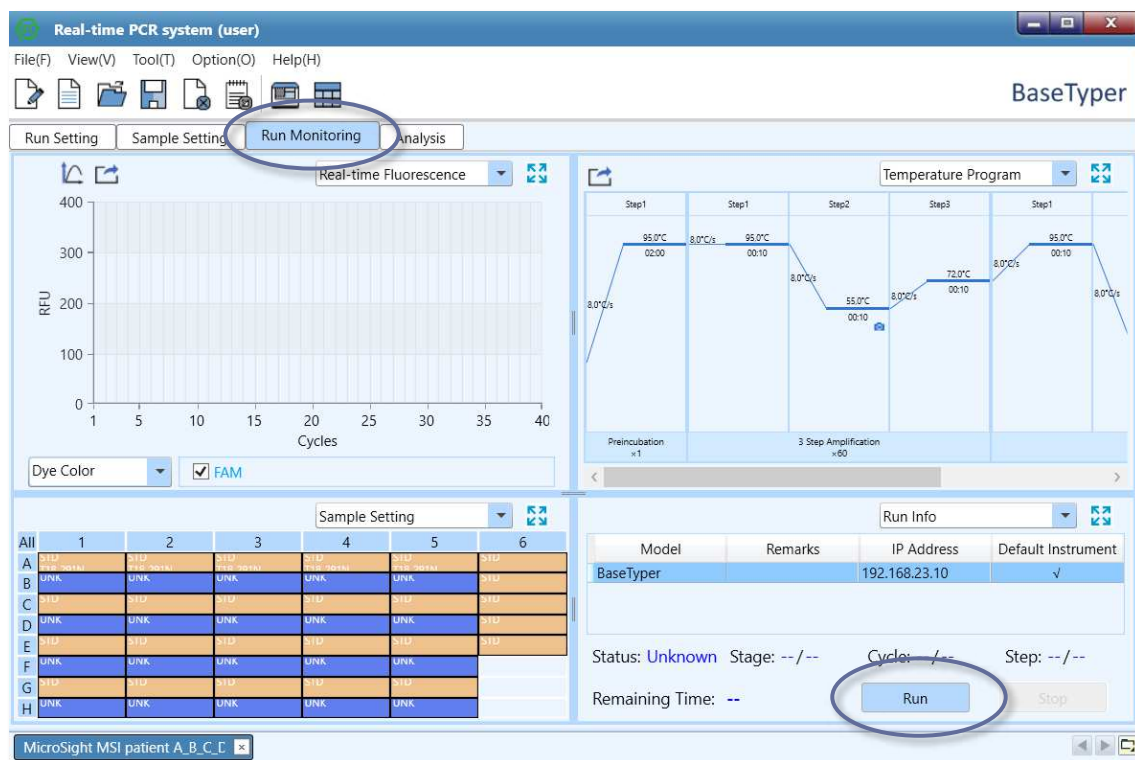 Real-time PCR system (user)
File(F) View(V) Tool(T) Option(O) Help(H)
BaseTyper
Run Setting Sample Setting Run Monitoring Analysis
Real-time Fluorescence
400
300
200
100
0
RFU
1 5 10 15 20 25 30 35 40
Cycles
Dye Color FAM
Temperature Program
Step1 Step1 Step2 Step3 Step1
8.0°C/s 95.0°C 02:00
8.0°C/s 95.0°C 00:10
8.0°C/s 55.0°C 00:10
8.0°C/s 72.0°C 00:10
8.0°C/s 95.0°C 00:10
8.0°C/s
Preincubation 3 Step Amplification
×1 ×60
Sample Setting
All 1 2 3 4 5 6
A STD STD STD STD STD STD
B UNK UNK UNK UNK UNK STD
C STD STD STD STD STD STD
D UNK UNK UNK UNK UNK STD
E STD STD STD STD STD STD
F UNK UNK UNK UNK UNK
G STD STD STD STD STD
H UNK UNK UNK UNK UNK
Run Info
Model Remarks IP Address Default Instrument
BaseTyper 192.168.23.10 √
Status: Unknown Stage: --/-- Cycle: --/-- Step: --/--
Remaining Time: -- Run Stop
MicroSight MSI patient A_B_C_